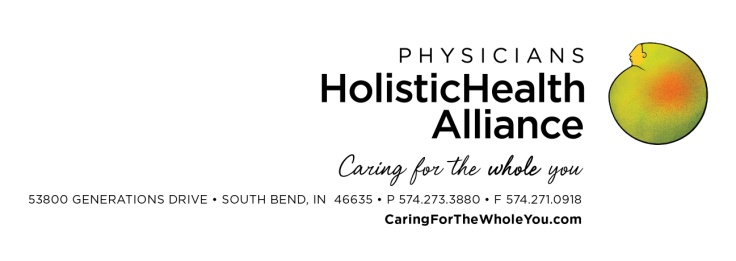 PHYSICIANS
HolisticHealth
Alliance
Caring for the whole you
53800 GENERATIONS DRIVE • SOUTH BEND, IN  46635 • P 574.273.3880 • F 574.271.0918
CaringForTheWholeYou.com